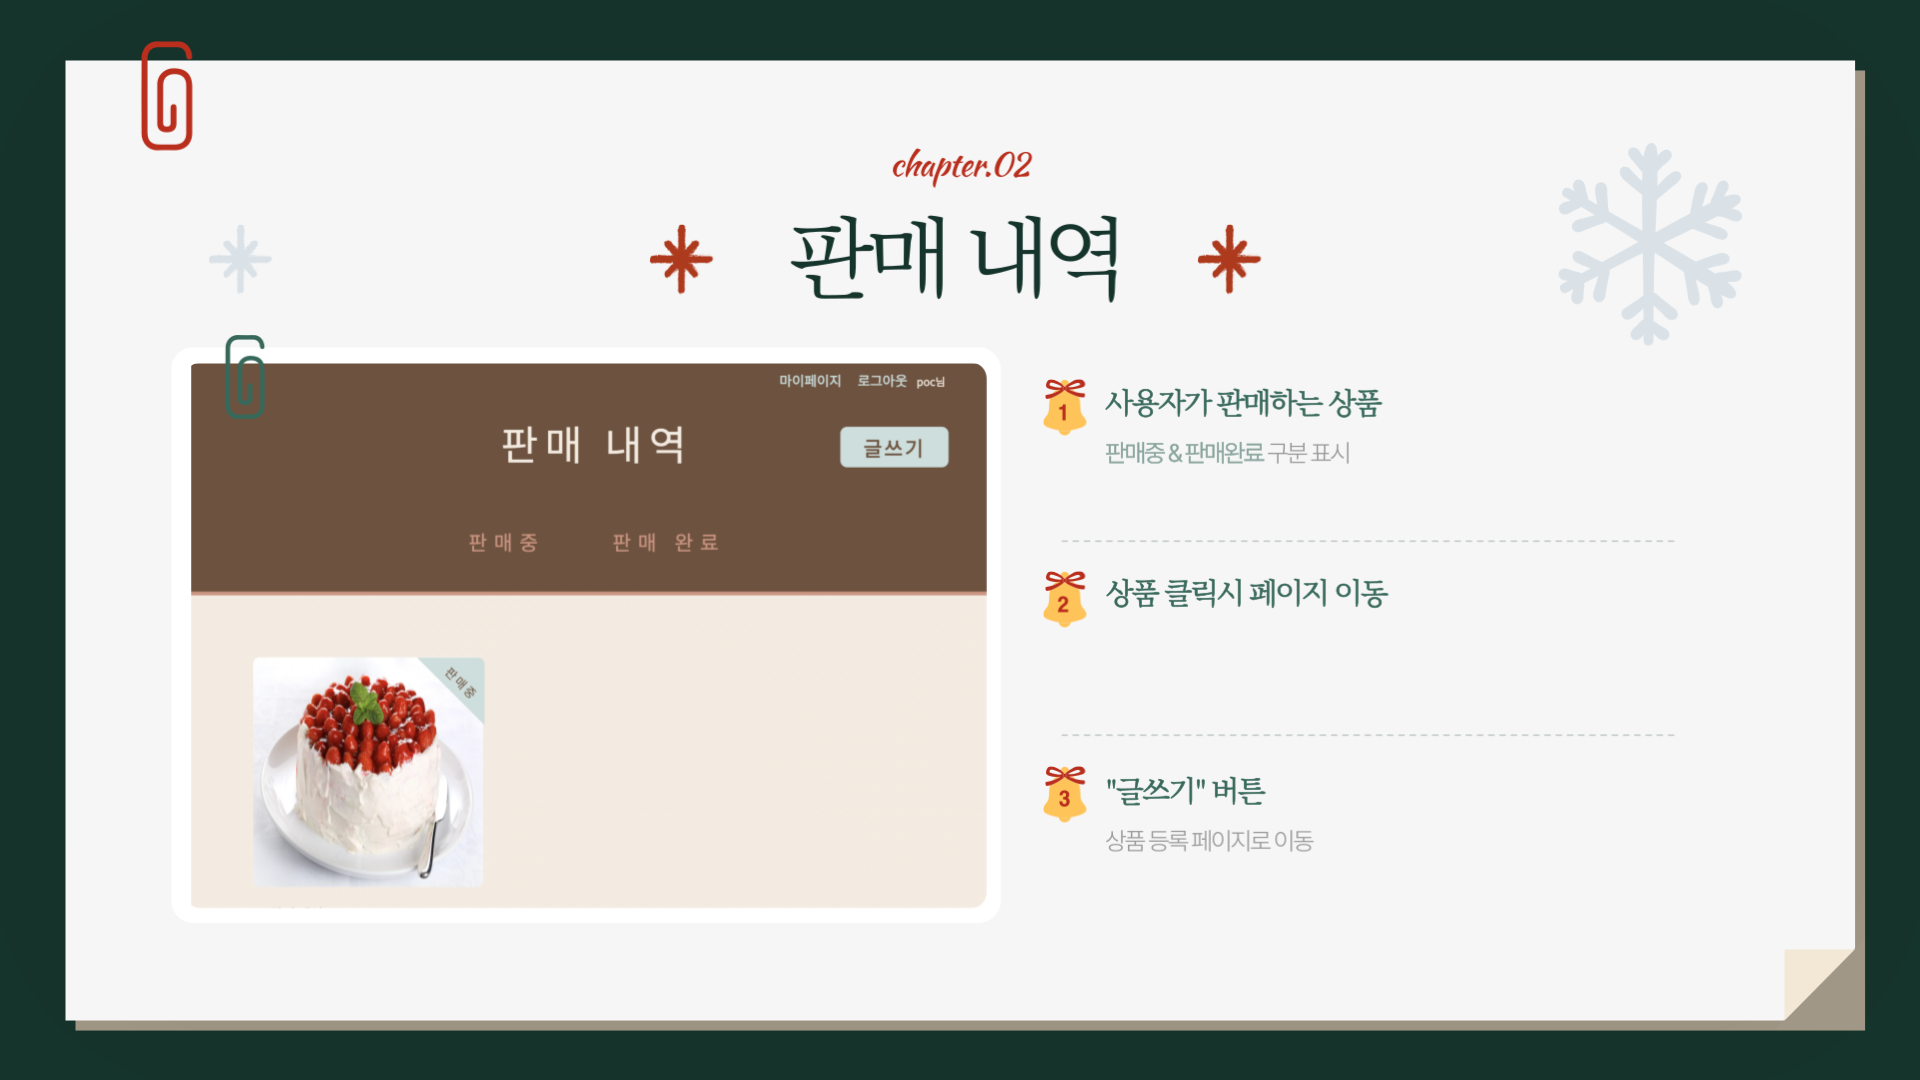 chapter.02
판매 내역
마이페이지 로그아웃 poc님
판매 내역
글쓰기
판매중 판매 완료
판매중
1
사용자가 판매하는 상품
판매중 & 판매완료 구분 표시
2
상품 클릭시 페이지 이동
3
"글쓰기" 버튼
상품 등록 페이지로 이동